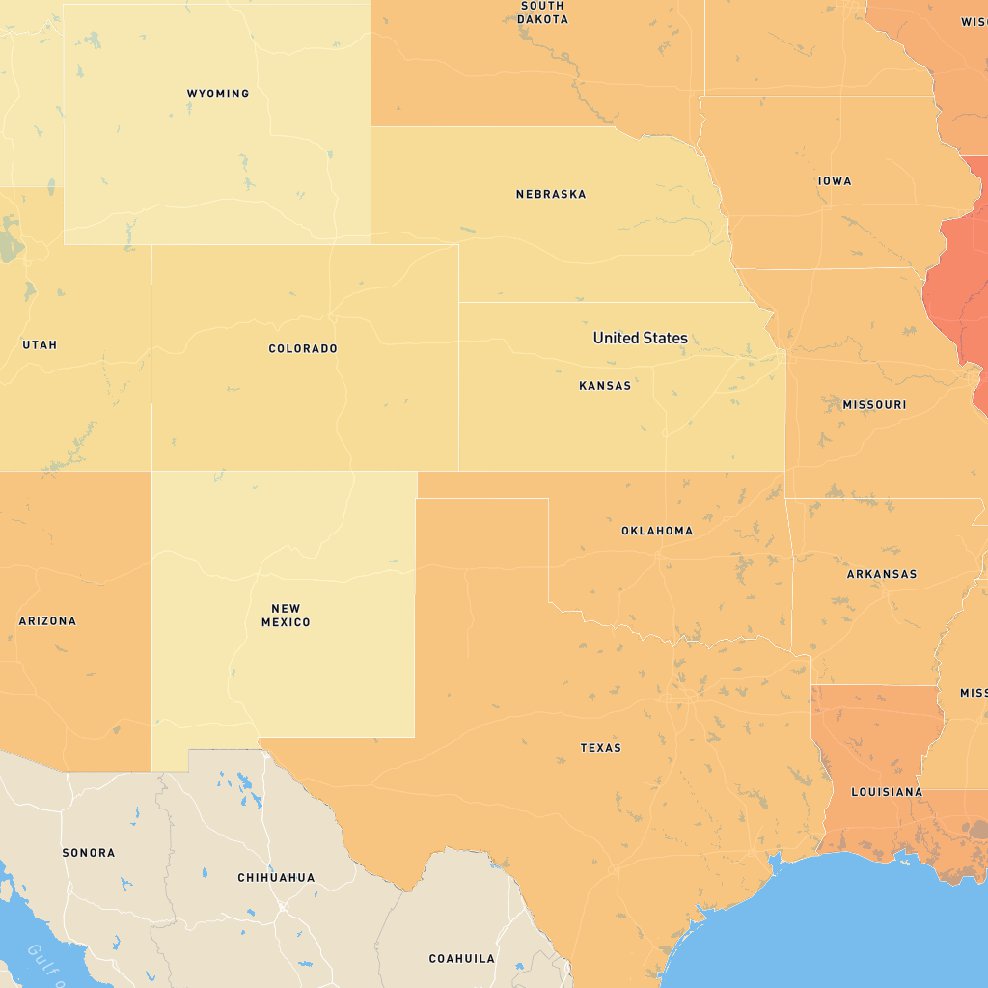 SOUTH
DAKOTA
WISC
WYOMING
IOWA
NEBRASKA
United States
UTAH
COLORADO
KANSAS
MISSOURI
OKLAHOMA
ARKANSAS
NEW
MEXICO
ARIZONA
MISS
TEXAS
LOUISIANA
SONORA
CHIHUAHUA
COAHUILA
Gulf o